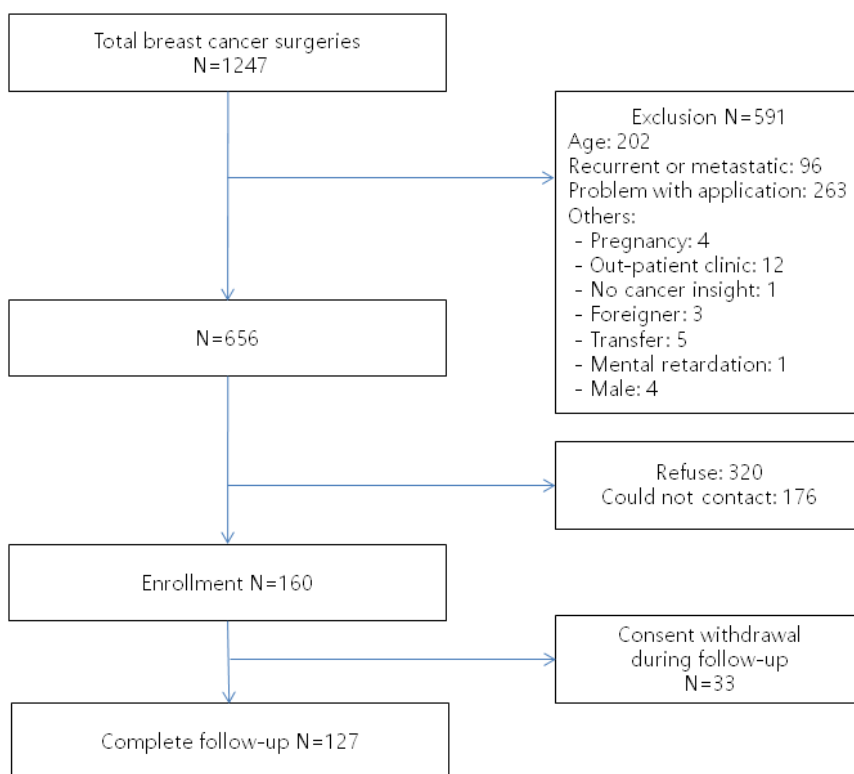 Total breast cancer surgeries
N=1247
Exclusion N=591
Age: 202
Recurrent or metastatic: 96
Problem with application: 263
Others:
- Pregnancy: 4
- Out-patient clinic: 12
- No cancer insight: 1
- Foreigner: 3
- Transfer: 5
- Mental retardation: 1
- Male: 4
N=656
Refuse: 320
Could not contact: 176
Enrollment N=160
Consent withdrawal
during follow-up
N=33
Complete follow-up N=127